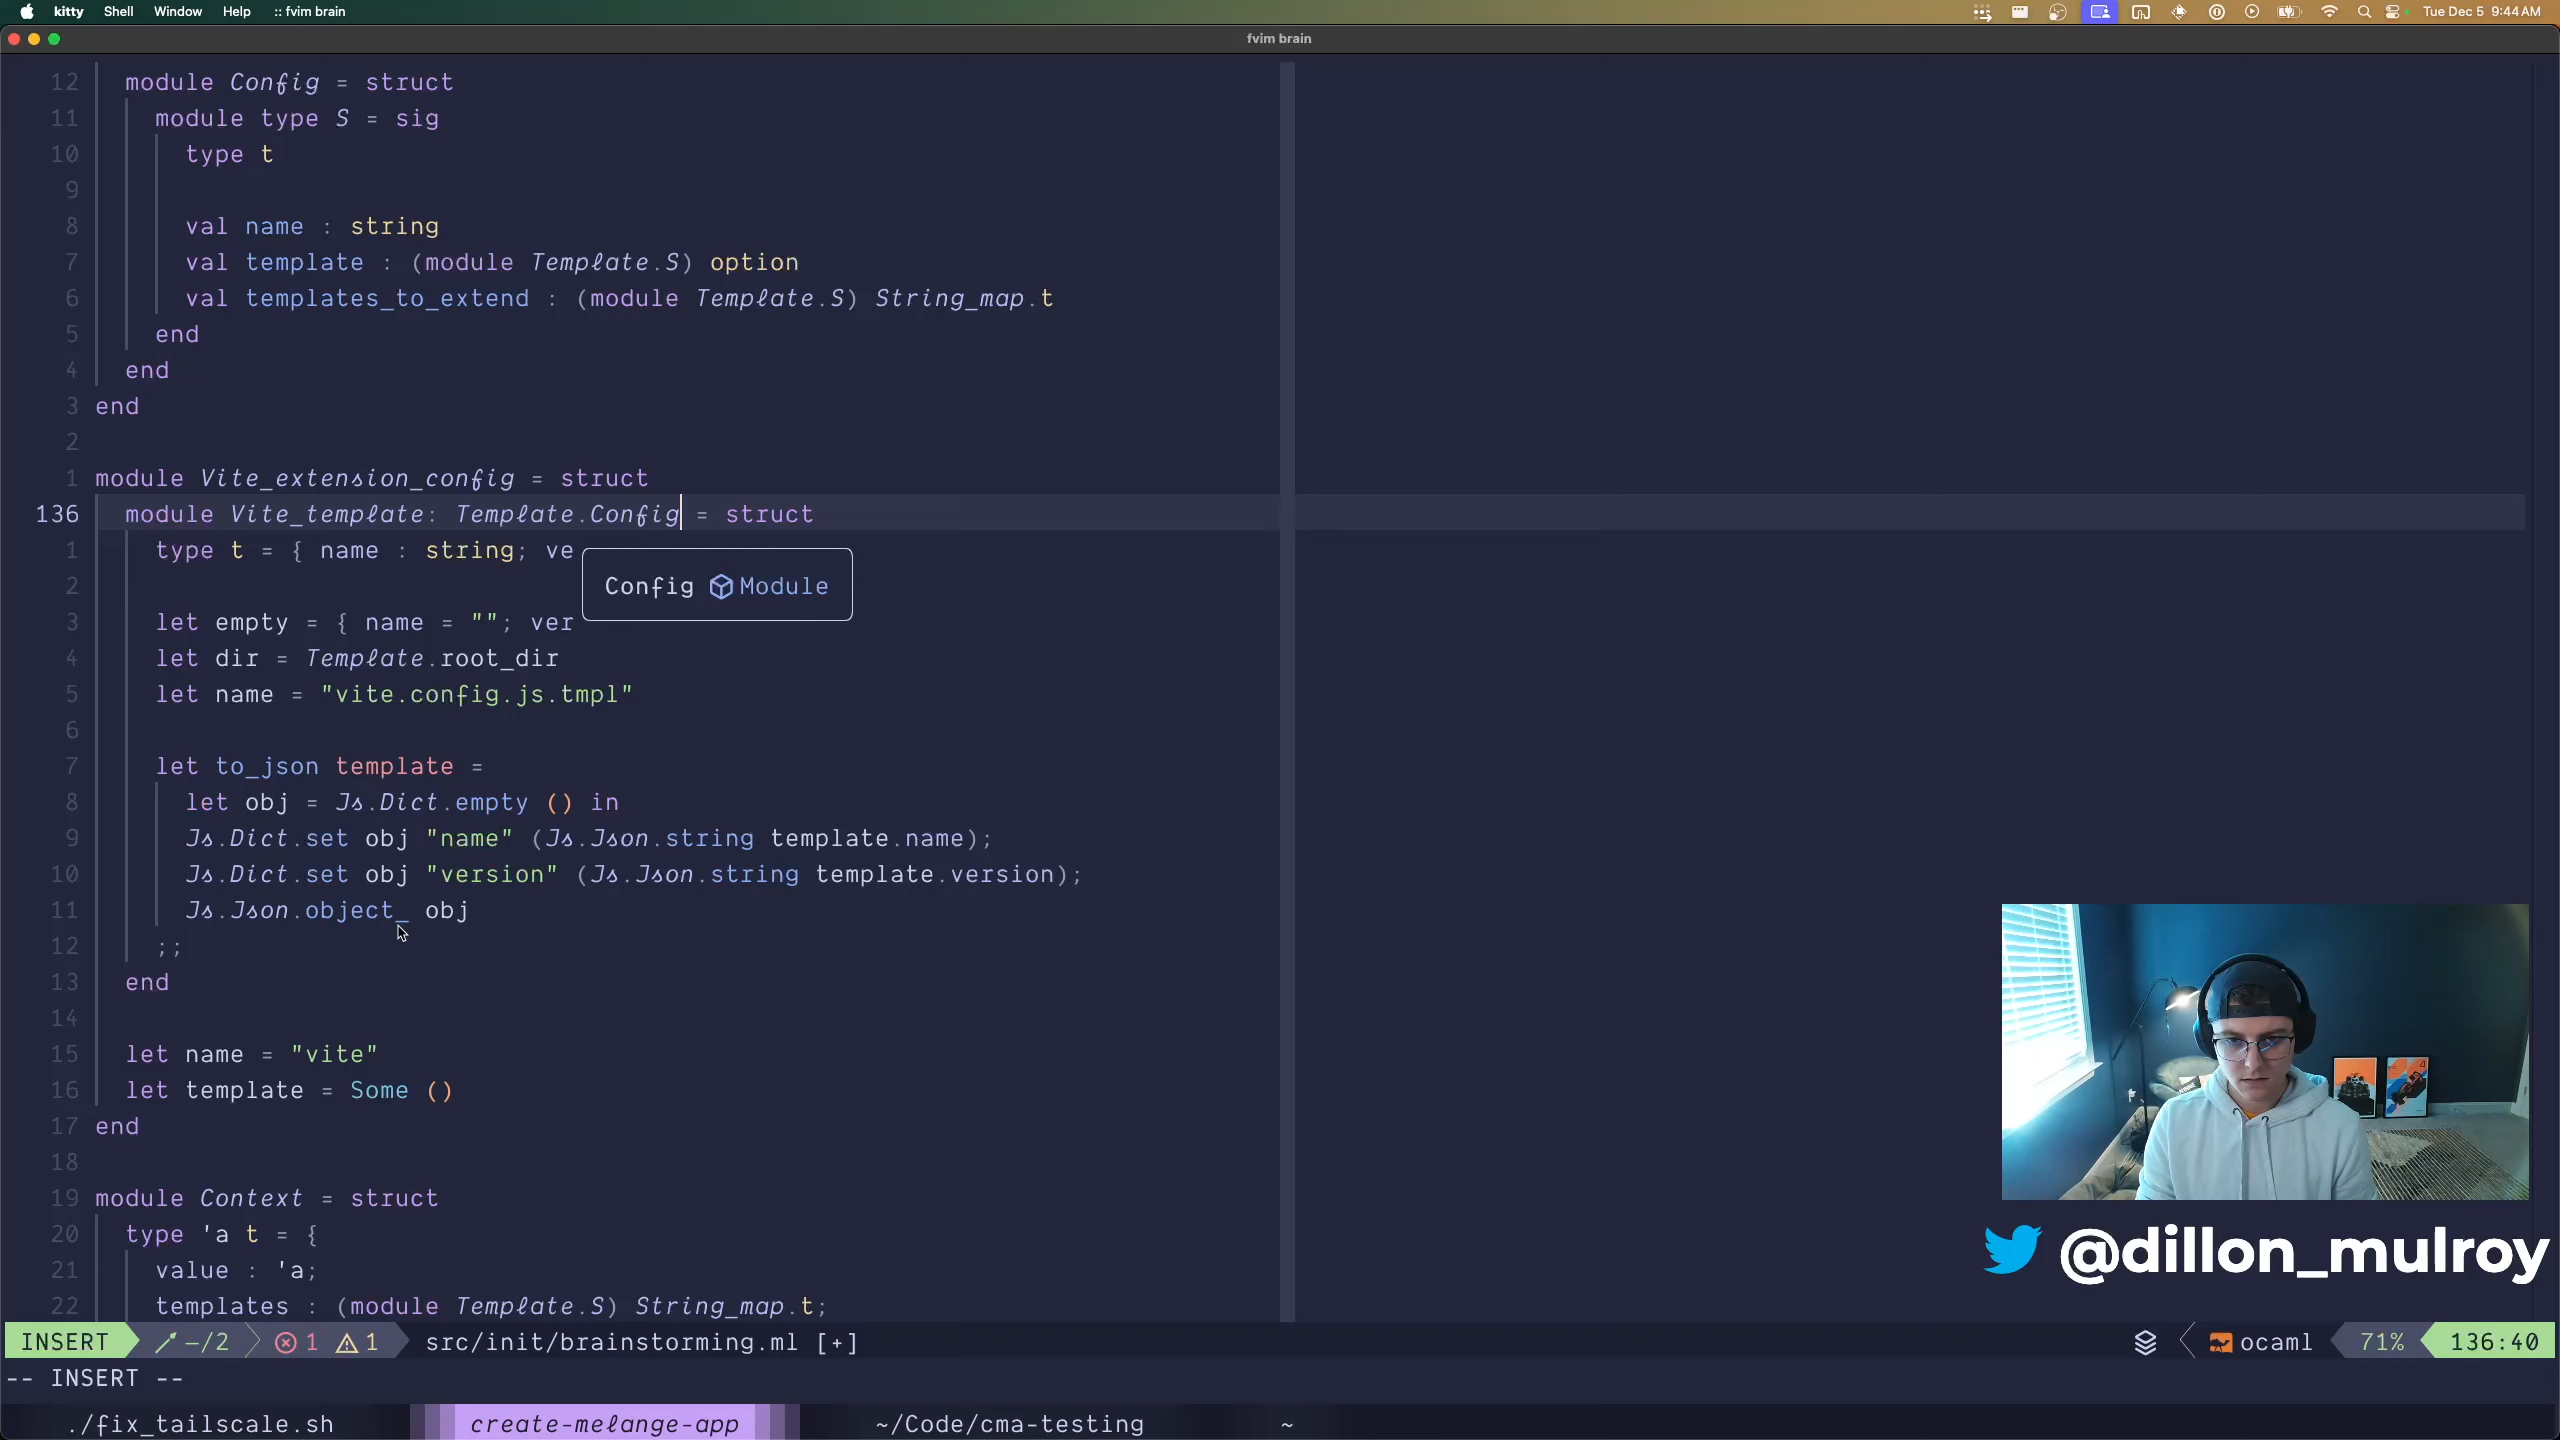 kitty Shell Window Help :: fvim brain Tue Dec 5 9:44 AM
fvim brain
12 module Config = struct
11 module type S = sig
10 type t
9
8 val name : string
7 val template : (module Template.S) option
6 val templates_to_extend : (module Template.S) String_map.t
5 end
4 end
3 end
2
1 module Vite_extension_config = struct
136 module Vite_template: Template.Config = struct
1 type t = { name : string; ve
Config Module
2
3 let empty = { name = ""; ver
4 let dir = Template.root_dir
5 let name = "vite.config.js.tmpl"
6
7 let to_json template =
8 let obj = Js.Dict.empty () in
9 Js.Dict.set obj "name" (Js.Json.string template.name);
10 Js.Dict.set obj "version" (Js.Json.string template.version);
11 Js.Json.object_ obj
12 ;;
13 end
14
15 let name = "vite"
16 let template = Some ()
17 end
18
19 module Context = struct
20 type 'a t = {
21 value : 'a;
22 templates : (module Template.S) String_map.t;
@dillon_mulroy
INSERT –/2 1 1 src/init/brainstorming.ml [+] ocaml 71% 136:40
-- INSERT --
./fix_tailscale.sh create-melange-app ~/Code/cma-testing ~